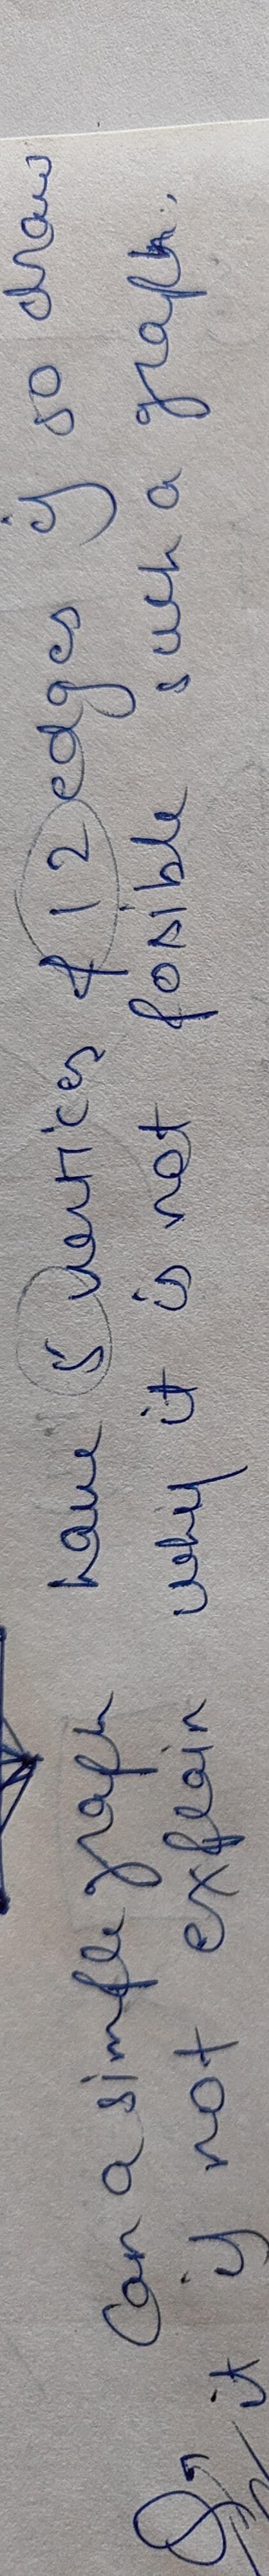 Can a simple graph have 5 vertices & 12 edges if so draw
Q, it if not explain why it is not posible such a graph.